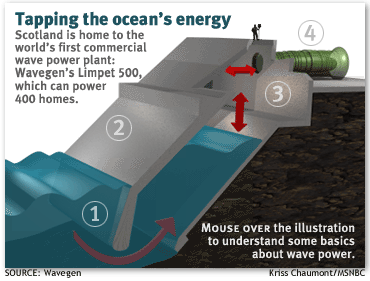 Tapping the ocean's energy
Scotland is home to the
world's first commercial
wave power plant:
Wavegen's Limpet 500,
which can power
400 homes.
4
3
2
1
MOUSE OVER the illustration
to understand some basics
about wave power.
SOURCE: Wavegen
Kriss Chaumont/MSNBC